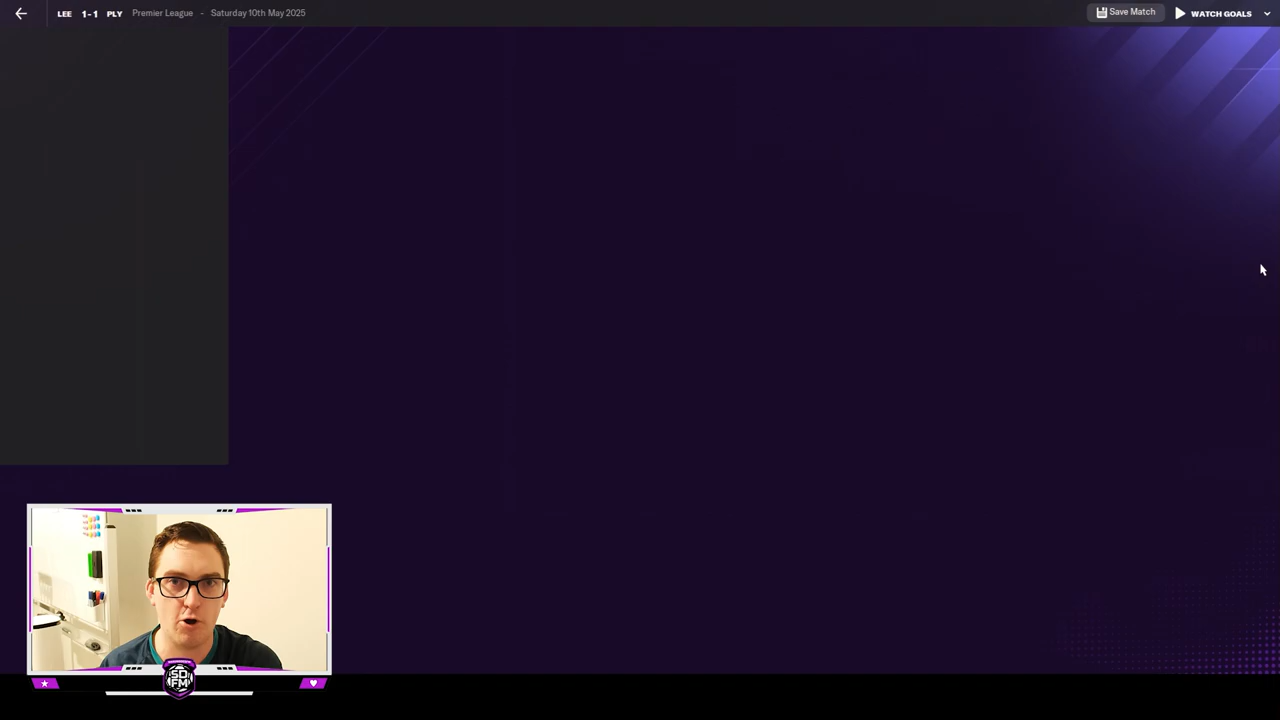 LEE 1-1 PLY Premier League - Saturday 10th May 2025 Save Match WATCH GOALS
SD
FM